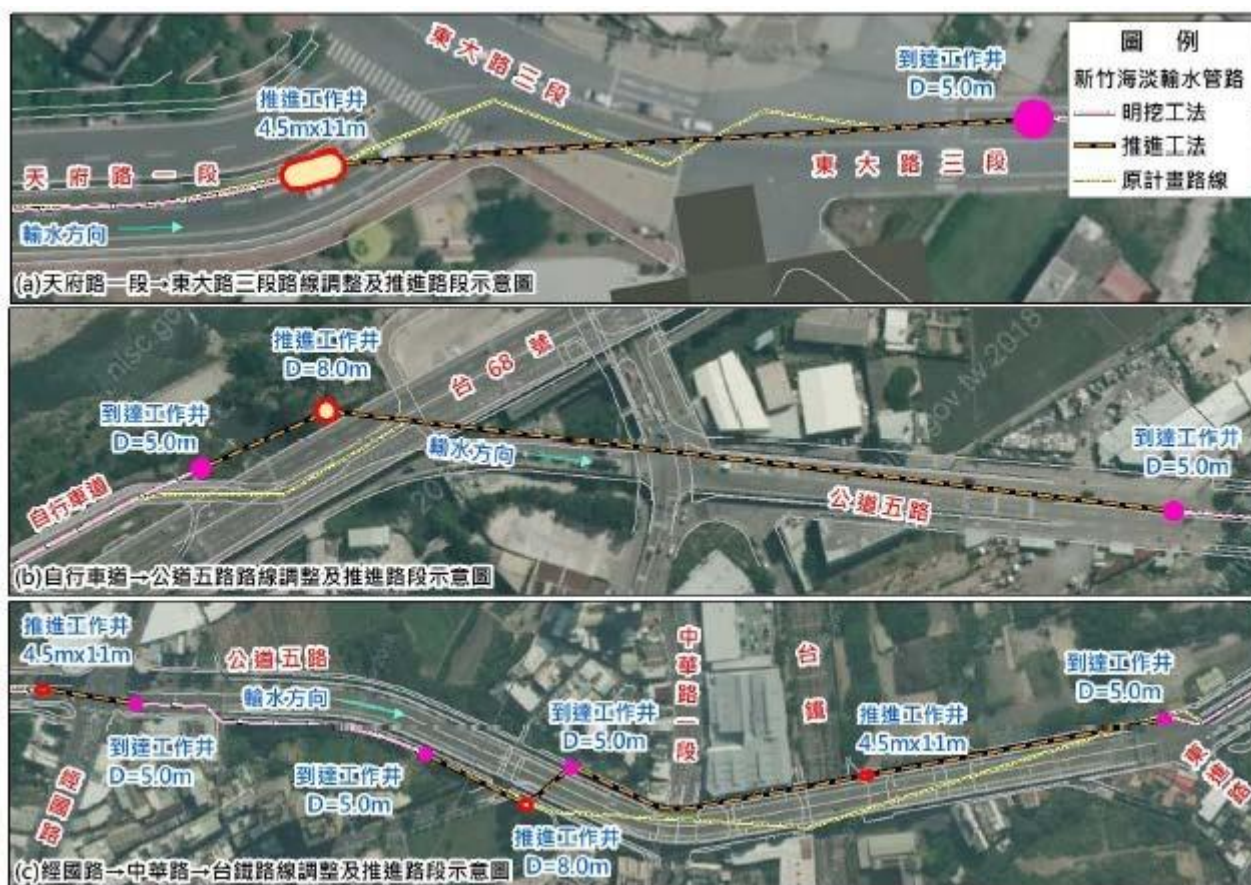 圖 例
新竹海淡輸水管路
明挖工法
推進工法
原計畫路線
東大路三段
到達工作井
D=5.0m
推進工作井
4.5mx11m
天府路一段
東大路三段
輸水方向
(a)天府路一段→東大路三段路線調整及推進路段示意圖
推進工作井
D=8.0m
台68號
到達工作井
D=5.0m
輸水方向
到達工作井
D=5.0m
自行車道
公道五路
(b)自行車道→公道五路路線調整及推進路段示意圖
推進工作井
4.5mx11m
公道五路
輸水方向
中華路一段
台鐵
到達工作井
D=5.0m
到達工作井
D=5.0m
推進工作井
4.5mx11m
到達工作井
D=5.0m
到達工作井
D=5.0m
經國路
東進路
推進工作井
D=8.0m
(c)經國路→中華路→台鐵路線調整及推進路段示意圖